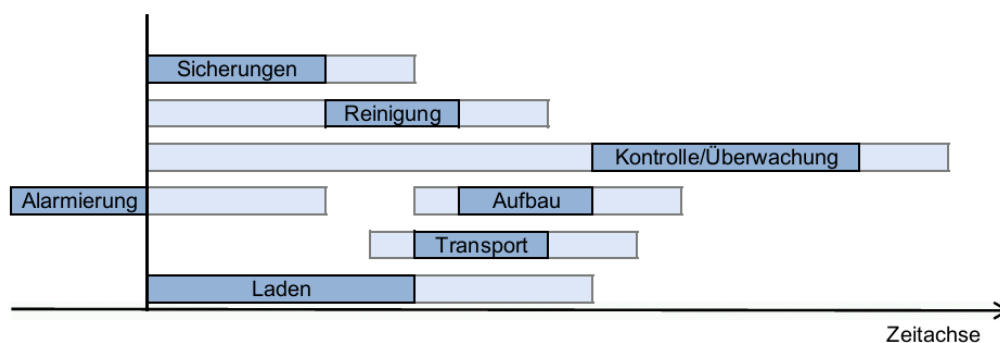 Sicherungen
Reinigung
Kontrolle/Überwachung
Alarmierung
Aufbau
Transport
Laden
Zeitachse